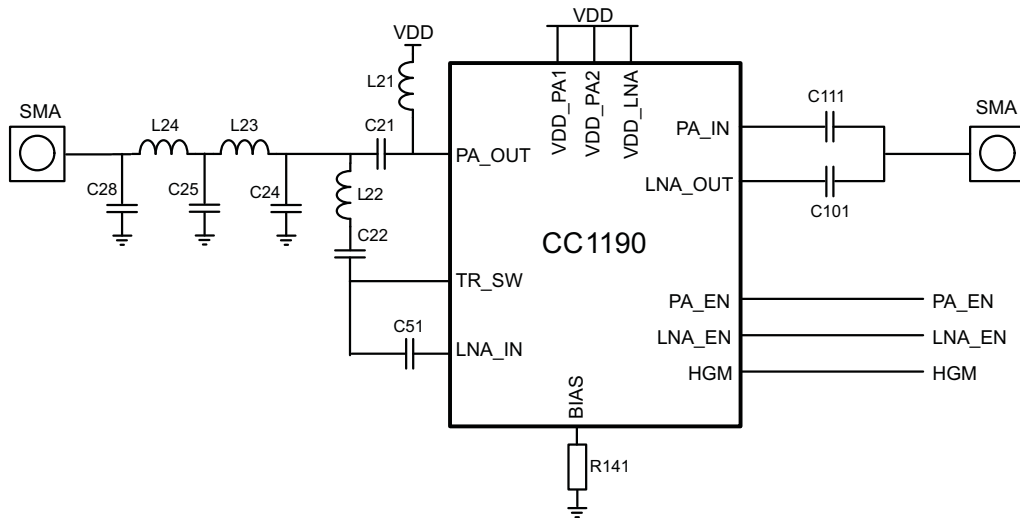 VDD
VDD
L21
SMA
L24
L23
C21
C28
C25
C24
L22
C22
C51
PA_OUT
TR_SW
LNA_IN
VDD_PA1
VDD_PA2
VDD_LNA
CC1190
PA_IN
LNA_OUT
PA_EN
LNA_EN
HGM
BIAS
R141
C111
C101
SMA
PA_EN
LNA_EN
HGM